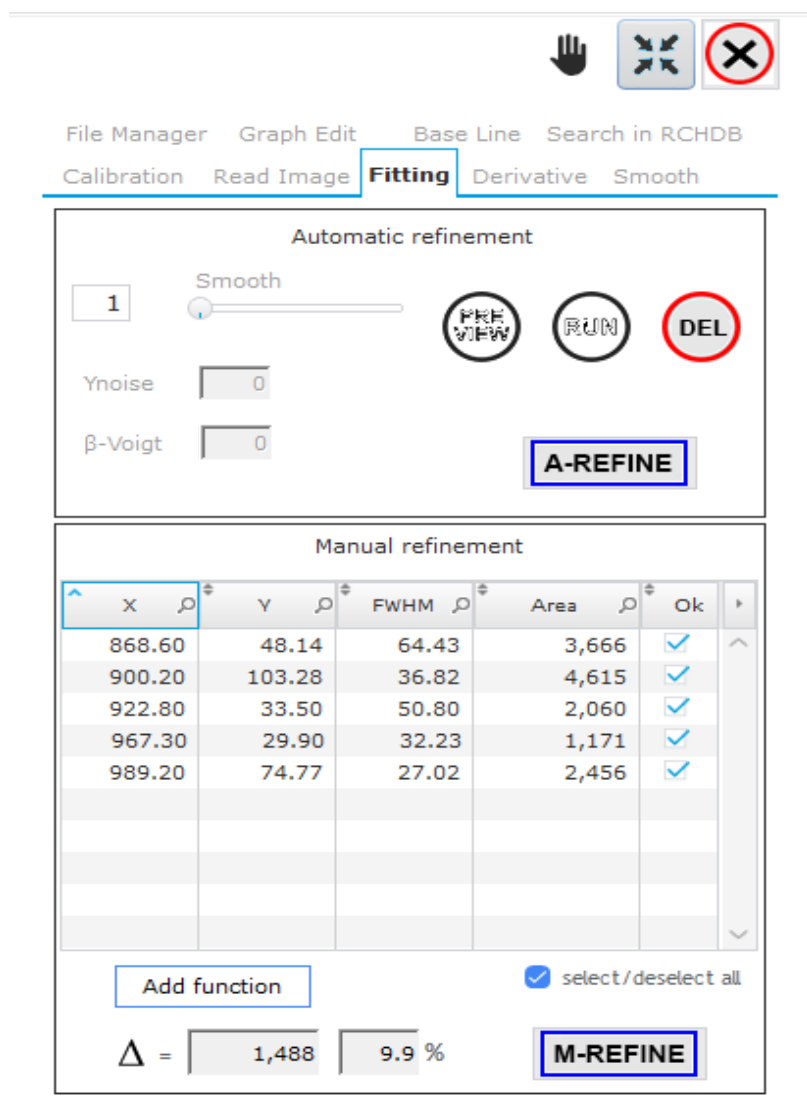 File Manager Graph Edit Base Line Search in RCHDB
Calibration Read Image Fitting Derivative Smooth
Automatic refinement
Smooth
1
PRE
VIEW
RUN
DEL
Ynoise 0
β-Voigt 0
A-REFINE
Manual refinement
X Y FWHM Area Ok
868.60 48.14 64.43 3,666
900.20 103.28 36.82 4,615
922.80 33.50 50.80 2,060
967.30 29.90 32.23 1,171
989.20 74.77 27.02 2,456
Add function select/deselect all
Δ = 1,488 9.9 % M-REFINE